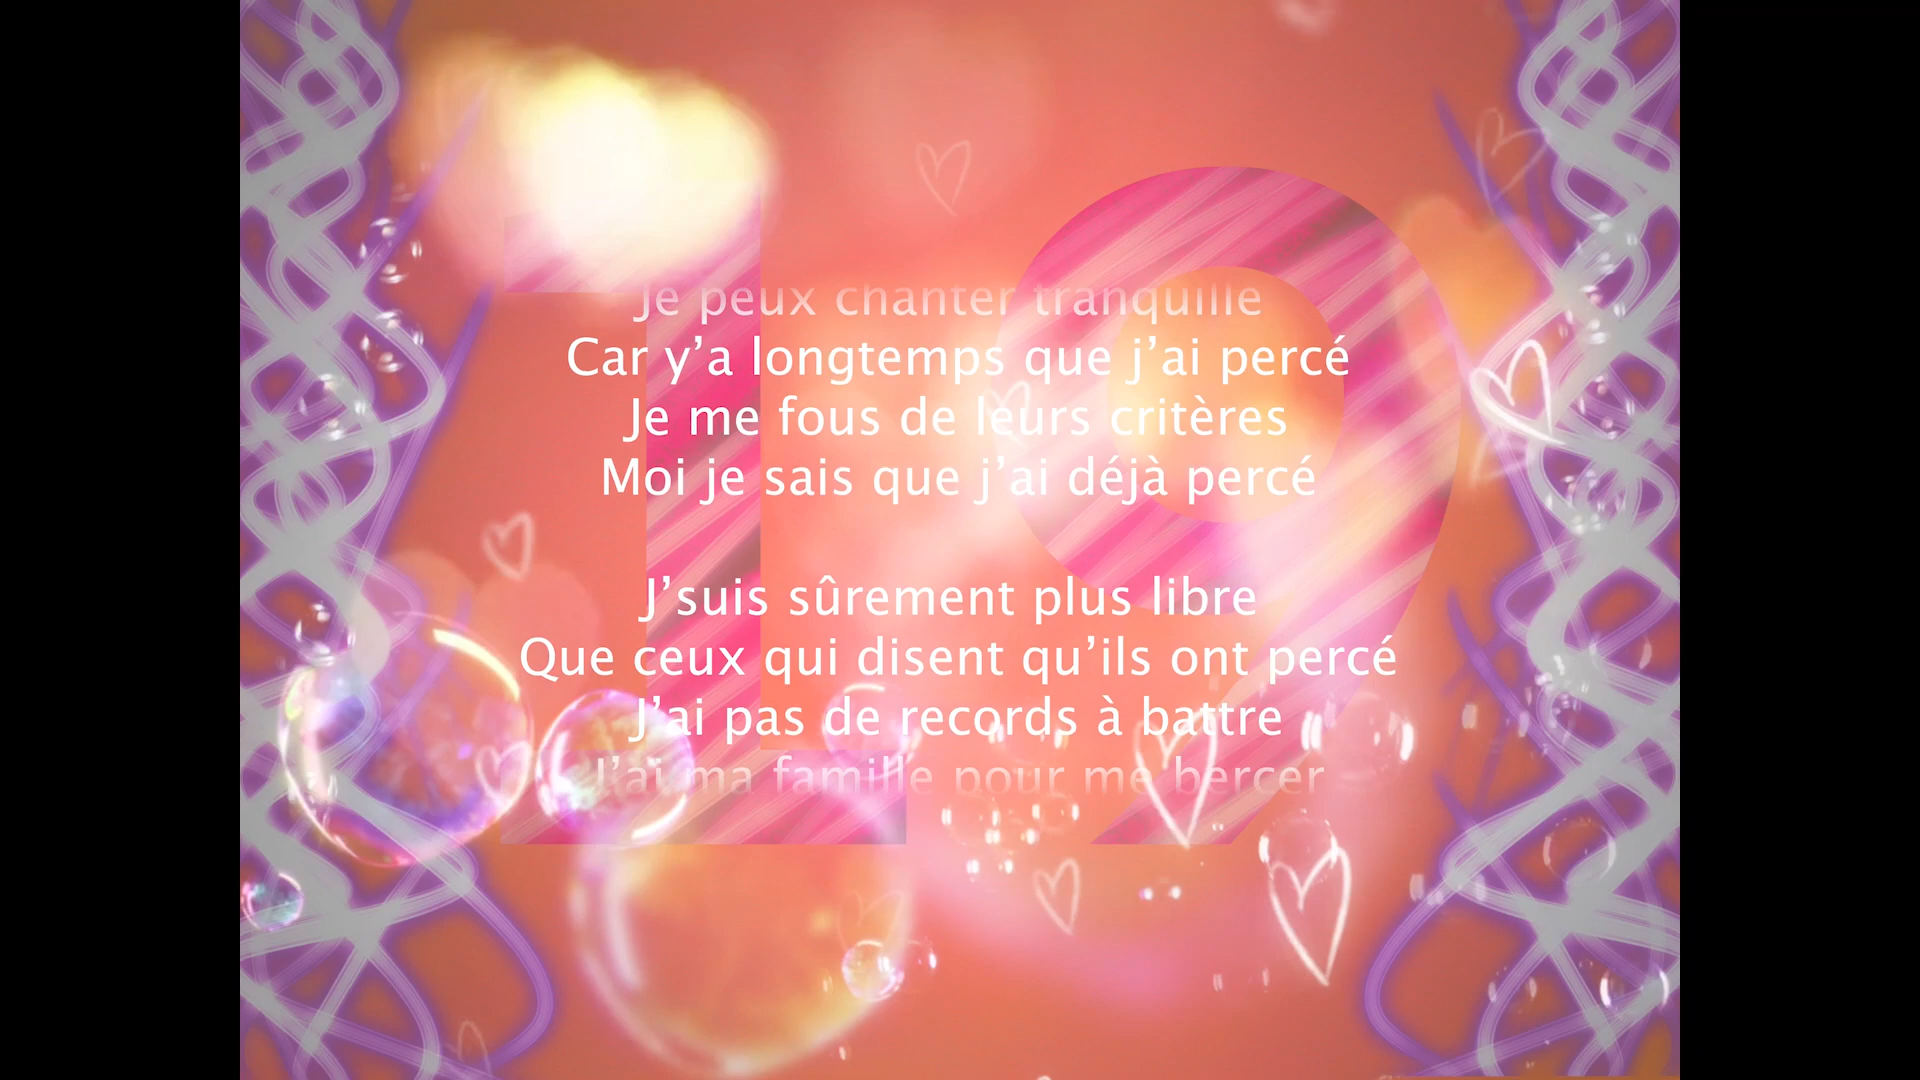 19
Je peux chanter tranquille
Car y’a longtemps que j’ai percé
Je me fous de leurs critères
Moi je sais que j’ai déjà percé
J’suis sûrement plus libre
Que ceux qui disent qu’ils ont percé
J’ai pas de records à battre
J’ai ma famille pour me bercer